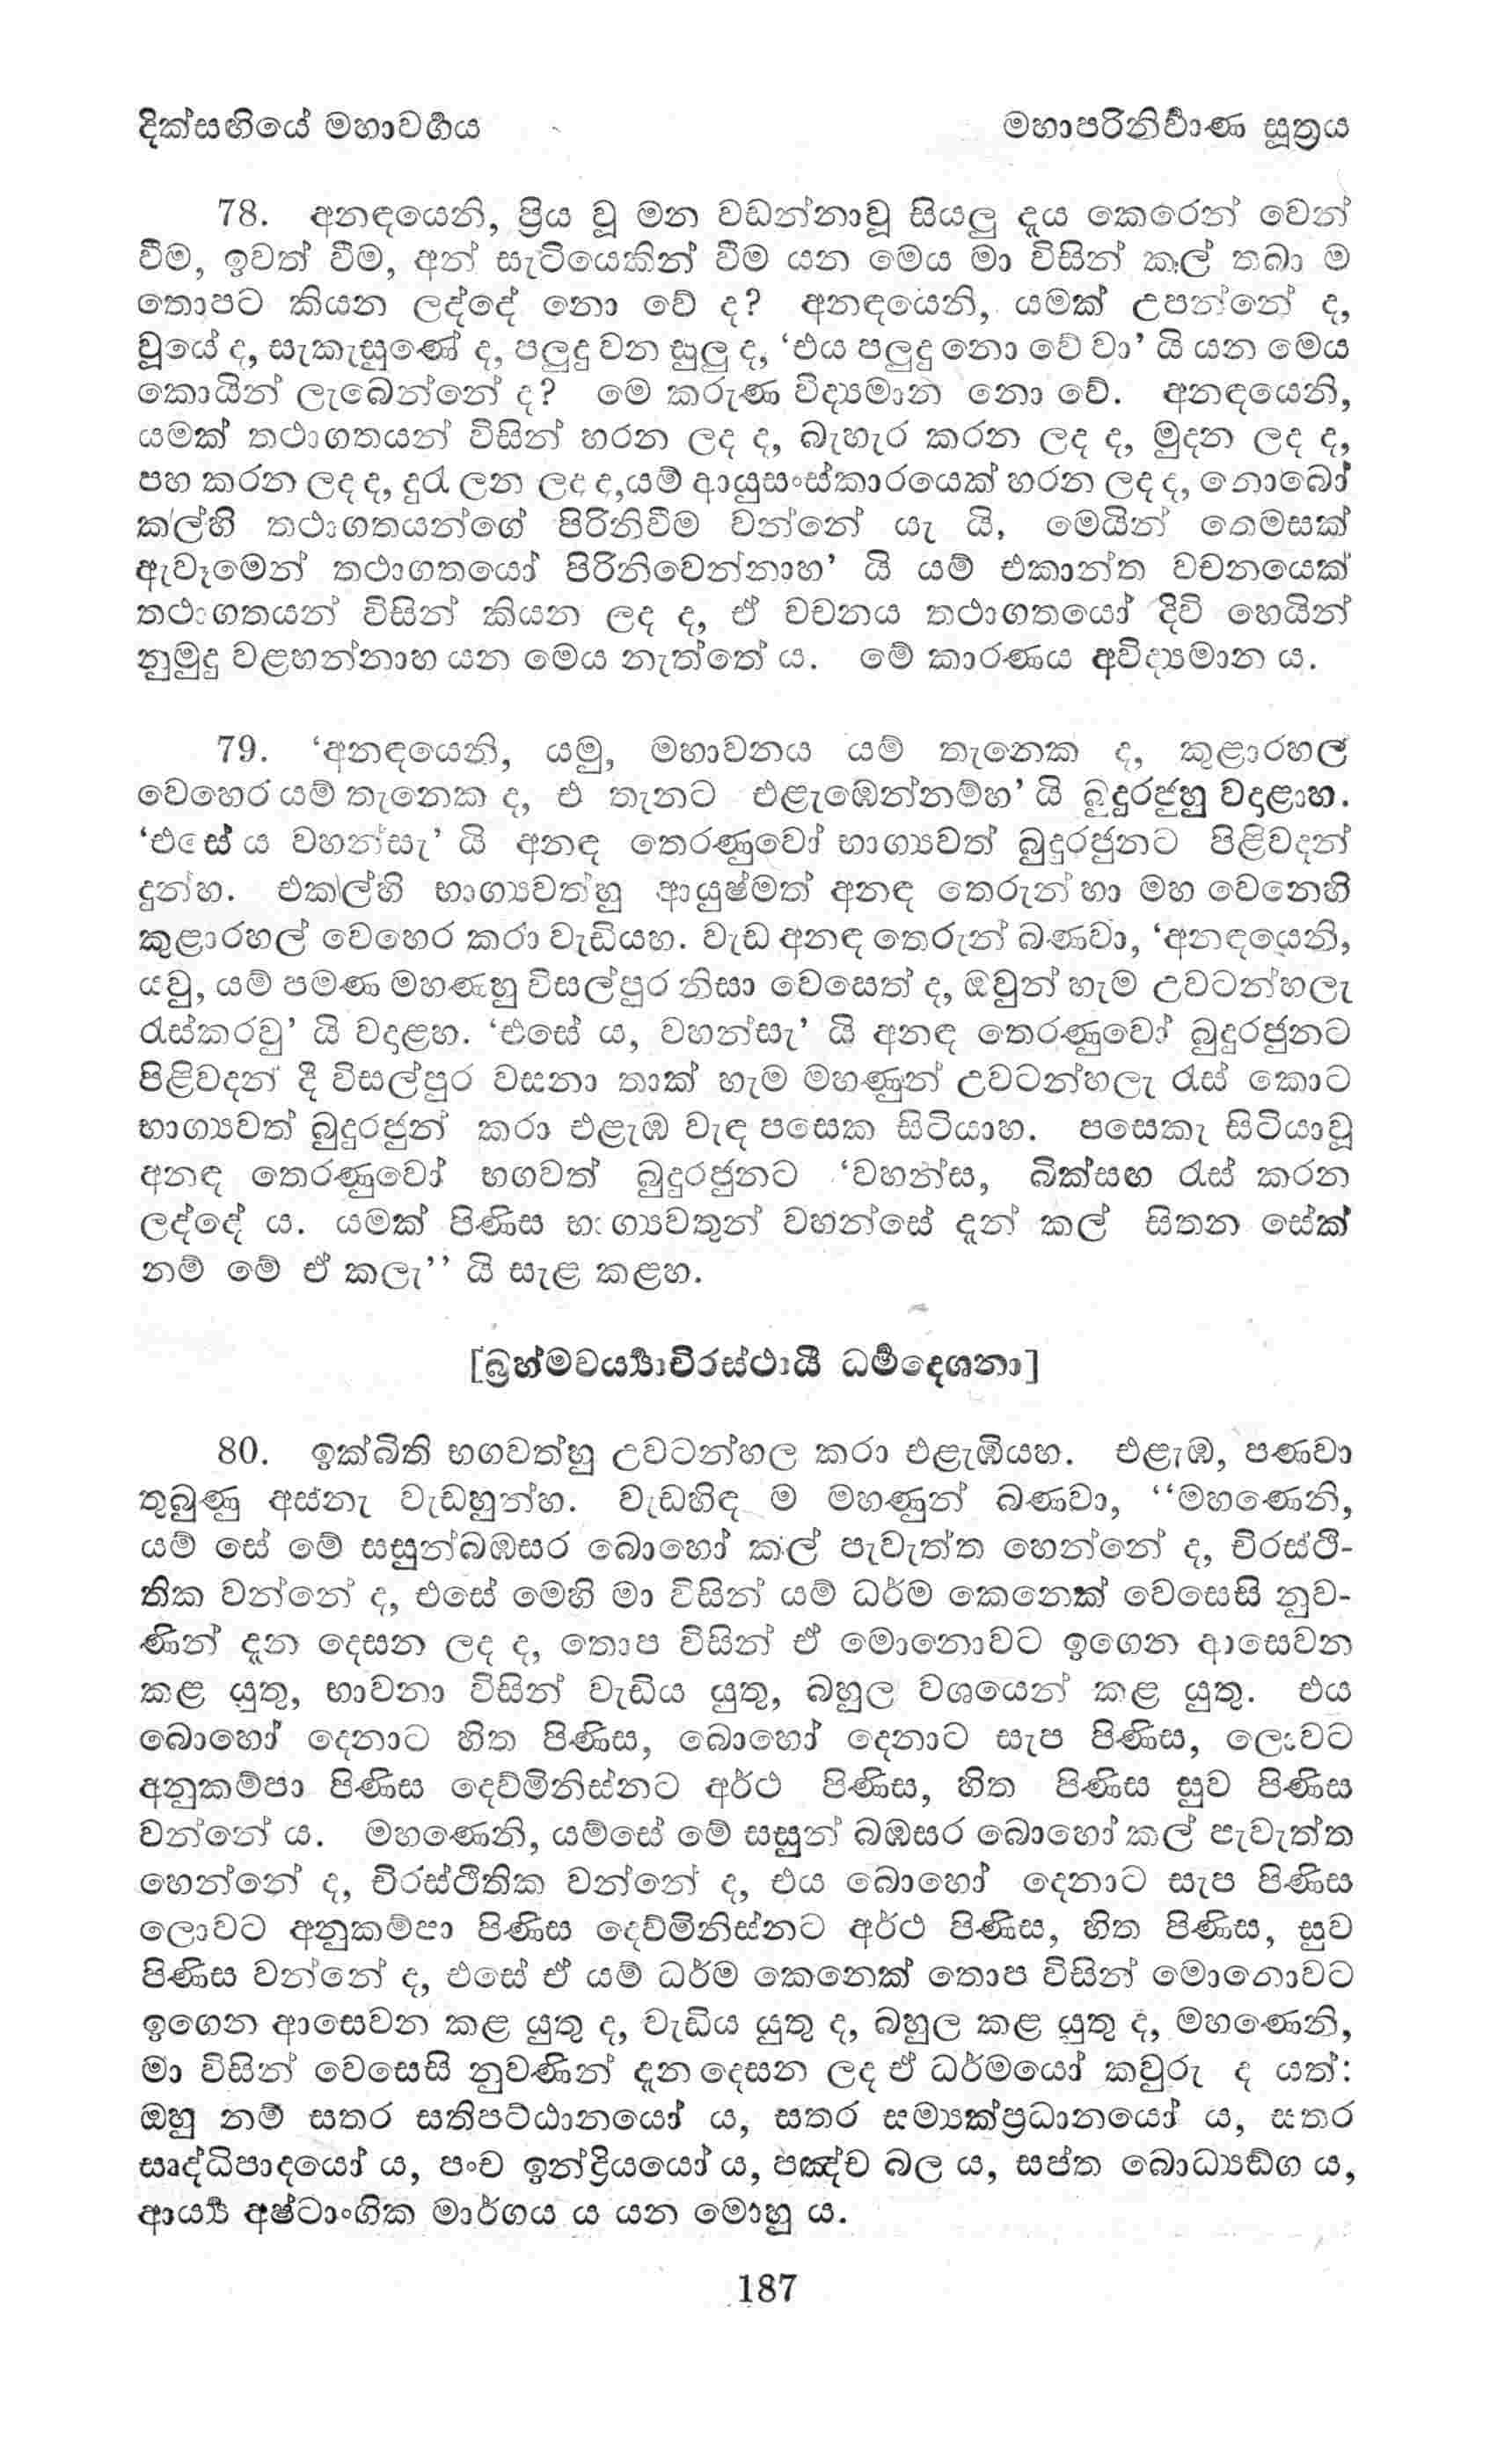 දික්සඟියේ මහාවර්‍ගය
මහාපරිනිර්‍වාණ සූත්‍රය
78. අනඳයෙනි, ප්‍රිය වූ මන වඩන්නාවූ සියලු දැය කෙරෙන් වෙන්
වීම, ඉවත් වීම, අන් සැටියෙකින් වීම යන මෙය මා විසින් කල් තබා ම
තොපට කියන ලද්දේ නො වේ ද? අනඳයෙනි, යමක් උපන්නේ ද,
වූයේ ද, සැකැසුණේ ද, පලුදු වන සුලු ද, ‘එය පලුදු නො වේ වා’ යි යන මෙය
කොයින් ලැබෙන්නේ ද? මෙ කරුණ විද්‍යමාන නො වේ. අනඳයෙනි,
යමක් තථාගතයන් විසින් හරන ලද ද, බැහැර කරන ලද ද, මුදන ලද ද,
පහ කරන ලද ද, දුරැ ලන ලද ද,යම් ආයුසංස්කාරයෙක් හරන ලද ද, නොබෝ
කල්හි තථාගතයන්ගේ පිරිනිවීම වන්නේ යැ යි, මෙයින් තෙමසක්
ඇවෑමෙන් තථාගතයෝ පිරිනිවෙන්නාහ’ යි යම් එකාන්ත වචනයෙක්
තථාගතයන් විසින් කියන ලද ද, ඒ වචනය තථාගතයෝ දිවි හෙයින්
නුමුදු වළහන්නාහ යන මෙය නැත්තේ ය. මේ කාරණය අවිද්‍යමාන ය.
79. ‘අනඳයෙනි, යමු, මහාවනය යම් තැනෙක ද, කුළාරහල්
වෙහෙර යම් තැනෙක ද, එ තැනට එළැඹෙන්නම්හ’ යි බුදුරජුහු වදාළාහ.
‘එසේ ය වහන්සැ’ යි අනඳ තෙරණුවෝ භාග්‍යවත් බුදුරජුනට පිළිවදන්
දුන්හ. එකල්හි භාග්‍යවත්හු ආයුෂ්මත් අනඳ තෙරුන් හා මහ වෙනෙහි
කුළාරහල් වෙහෙර කරා වැඩියහ. වැඩ අනඳ තෙරුන් බණවා, ‘අනඳයෙනි,
යවු, යම් පමණ මහණහු විසල්පුර නිසා වෙසෙත් ද, ඔවුන් හැම උවටන්හලැ
රැස්කරවු’ යි වදාළහ. ‘එසේ ය, වහන්සැ’ යි අනඳ තෙරණුවෝ බුදුරජුනට
පිළිවදන් දී විසල්පුර වසනා තාක් හැම මහණුන් උවටන්හලැ රැස් කොට
භාග්‍යවත් බුදුරජුන් කරා එළැඹ වැඳ පසෙක සිටියාහ. පසෙකැ සිටියාවූ
අනඳ තෙරණුවෝ භගවත් බුදුරජුනට ‘වහන්ස, බික්සඟ රැස් කරන
ලද්දේ ය. යමක් පිණිස භාග්‍යවතුන් වහන්සේ දැන් කල් සිතන සේක්
නම් මේ ඒ කලැ’’ යි සැළ කළහ.
[බ්‍රහ්මචර්‍ය්‍යාචිරස්ථායී ධර්‍මදෙශනා]
80. ඉක්බිති භගවත්හු උවටන්හල කරා එළැඹියහ. එළැඹ, පණවා
තුබුණු අස්නැ වැඩහුන්හ. වැඩහිඳ ම මහණුන් බණවා, ‘‘මහණෙනි,
යම් සේ මේ සසුන්බඹසර බොහෝ කල් පැවැත්ත හෙන්නේ ද, චිරස්ථි-
තික වන්නේ ද, එසේ මෙහි මා විසින් යම් ධර්ම කෙනෙක් වෙසෙසි නුව-
ණින් දැන දෙසන ලද ද, තොප විසින් ඒ මොනොවට ඉගෙන ආසෙවන
කළ යුතු, භාවනා විසින් වැඩිය යුතු, බහුල වශයෙන් කළ යුතු. එය
බොහෝ දෙනාට හිත පිණිස, බොහෝ දෙනාට සැප පිණිස, ලොවට
අනුකම්පා පිණිස දෙව්මිනිස්නට අර්ථ පිණිස, හිත පිණිස සුව පිණිස
වන්නේ ය. මහණෙනි, යම්සේ මේ සසුන් බඹසර බොහෝ කල් පැවැත්ත
හෙන්නේ ද, චිරස්ථිතික වන්නේ ද, එය බොහෝ දෙනාට සැප පිණිස
ලොවට අනුකම්පා පිණිස දෙව්මිනිස්නට අර්ථ පිණිස, හිත පිණිස, සුව
පිණිස වන්නේ ද, එසේ ඒ යම් ධර්ම කෙනෙක් තොප විසින් මොනොවට
ඉගෙන ආසෙවන කළ යුතු ද, වැඩිය යුතු ද, බහුල කළ යුතු ද, මහණෙනි,
මා විසින් වෙසෙසි නුවණින් දැන දෙසන ලද ඒ ධර්මයෝ කවුරු ද යත්:
ඔහු නම් සතර සතිපට්ඨානයෝ ය, සතර සම්‍යක්ප්‍රධානයෝ ය, සතර
සෘද්ධිපාදයෝ ය, පංච ඉන්ද්‍රියයෝ ය, පඤ්ච බල ය, සප්ත බොධ්‍යඞ්ග ය,
ආර්‍ය්‍ය අෂ්ටාංගික මාර්ගය ය යන මොහු ය.
187